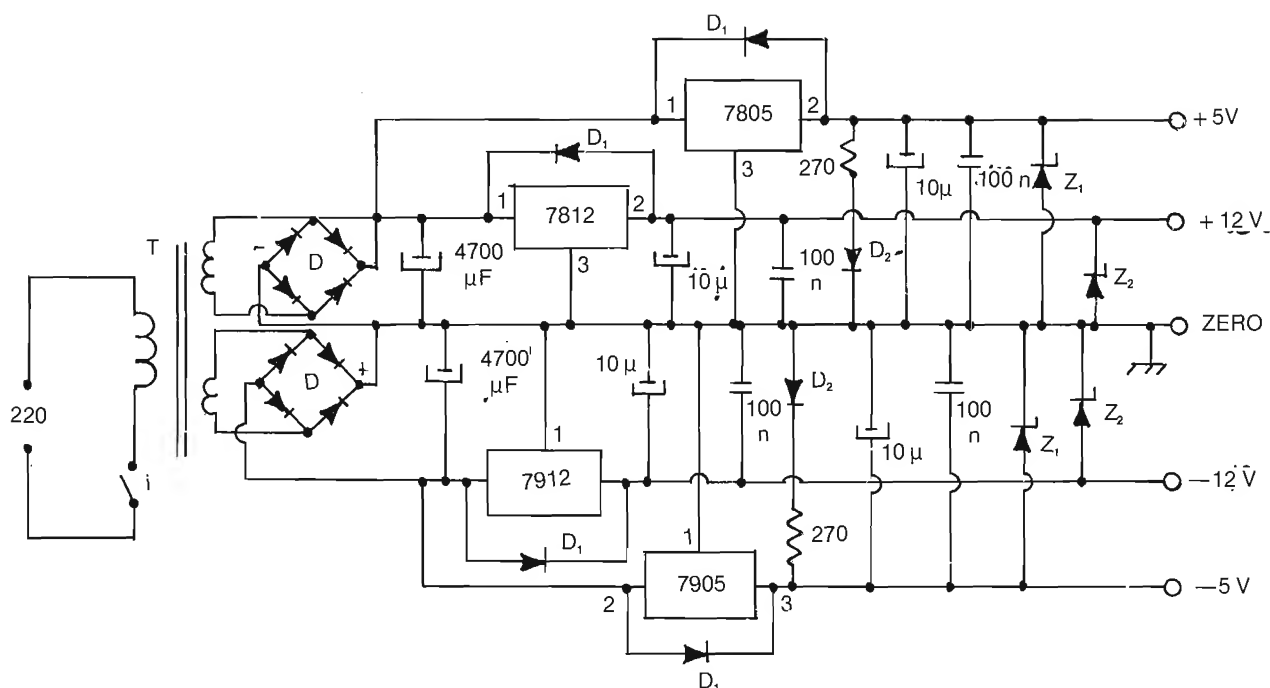 D₁
1
7805
2
+5V
3
270
10µ
100 n
Z₁
D₁
1
7812
2
+12V
3
T
-
D
4700
µF
10 µ
100
n
D₂
Z₂
ZERO
D
+
4700
µF
10 µ
100
n
D₂
10 µ
100
n
Z₁
Z₂
220
i
1
7912
—12V
D₁
270
1
2
7905
3
—5 V
D₁